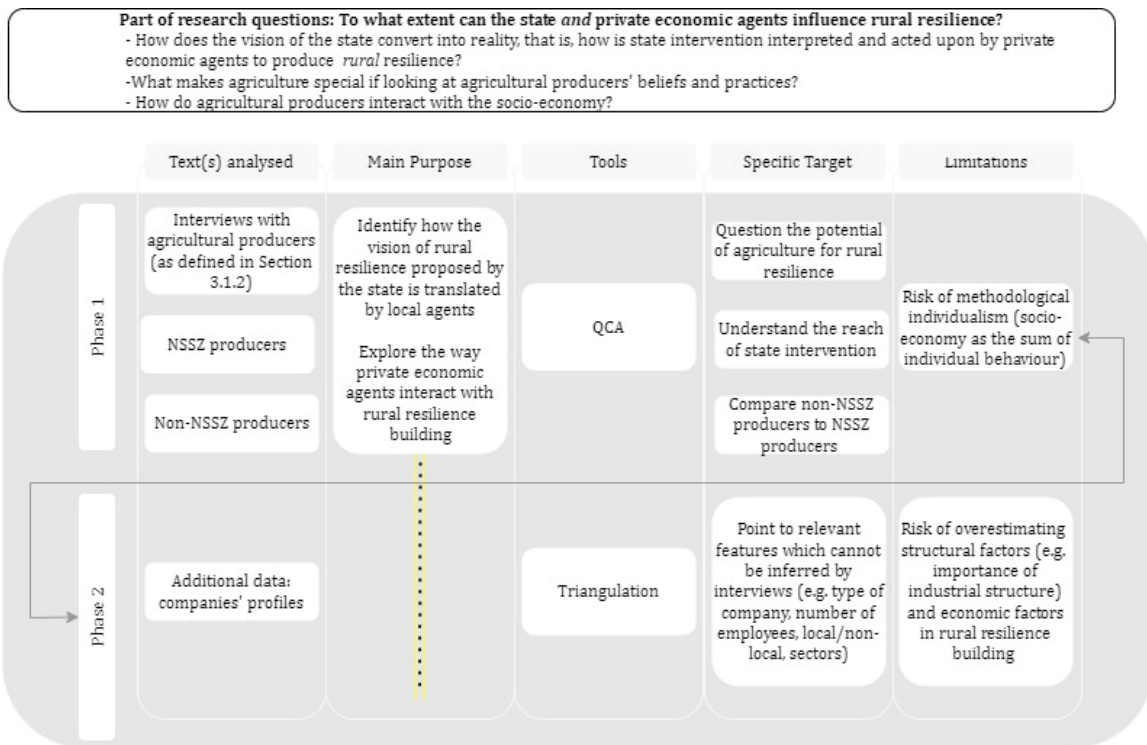 Part of research questions: To what extent can the state and private economic agents influence rural resilience?
- How does the vision of the state convert into reality, that is, how is state intervention interpreted and acted upon by private
economic agents to produce rural resilience?
-What makes agriculture special if looking at agricultural producers' beliefs and practices?
- How do agricultural producers interact with the socio-economy?
Text(s) analysed
Main Purpose
Tools
Specific Target
Limitations
Phase 1
Interviews with
agricultural producers
(as defined in Section
3.1.2)
NSSZ producers
Non-NSSZ producers
Identify how the
vision of rural
resilience proposed by
the state is translated
by local agents
Explore the way
private economic
agents interact with
rural resilience
building
QCA
Question the potential
of agriculture for rural
resilience
Understand the reach
of state intervention
Compare non-NSSZ
producers to NSSZ
producers
Risk of methodological
individualism (socio-
economy as the sum of
individual behaviour)
Phase 2
Additional data:
companies' profiles
Triangulation
Point to relevant
features which cannot
be inferred by
interviews (e.g. type of
company, number of
employees, local/non-
local, sectors)
Risk of overestimating
structural factors (e.g.
importance of
industrial structure)
and economic factors
in rural resilience
building